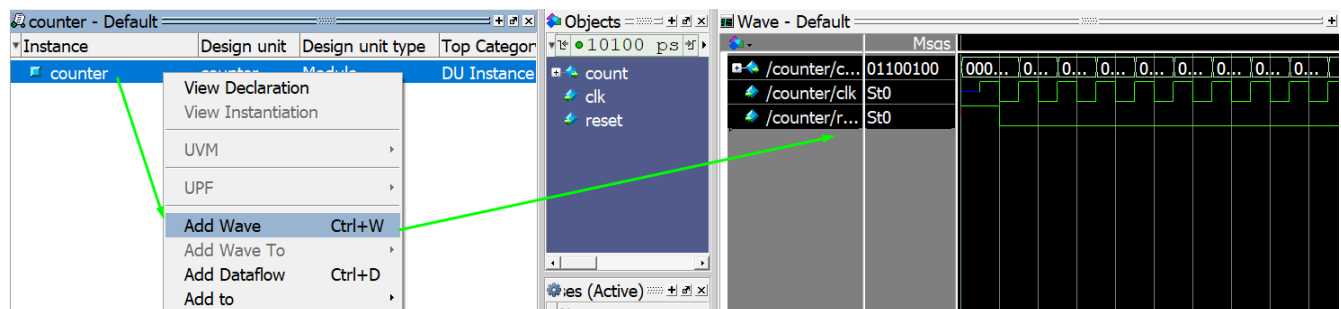 counter - Default
Instance Design unit Design unit type Top Categor
counter counter Module DU Instance
View Declaration
View Instantiation
UVM
UPF
Add Wave Ctrl+W
Add Wave To
Add Dataflow Ctrl+D
Add to
Objects
10100 ps
count
clk
reset
ses (Active)
Wave - Default
Msgs
/counter/c... 01100100 000... 0... 0... 0... 0... 0... 0... 0... 0...
/counter/clk St0
/counter/r... St0